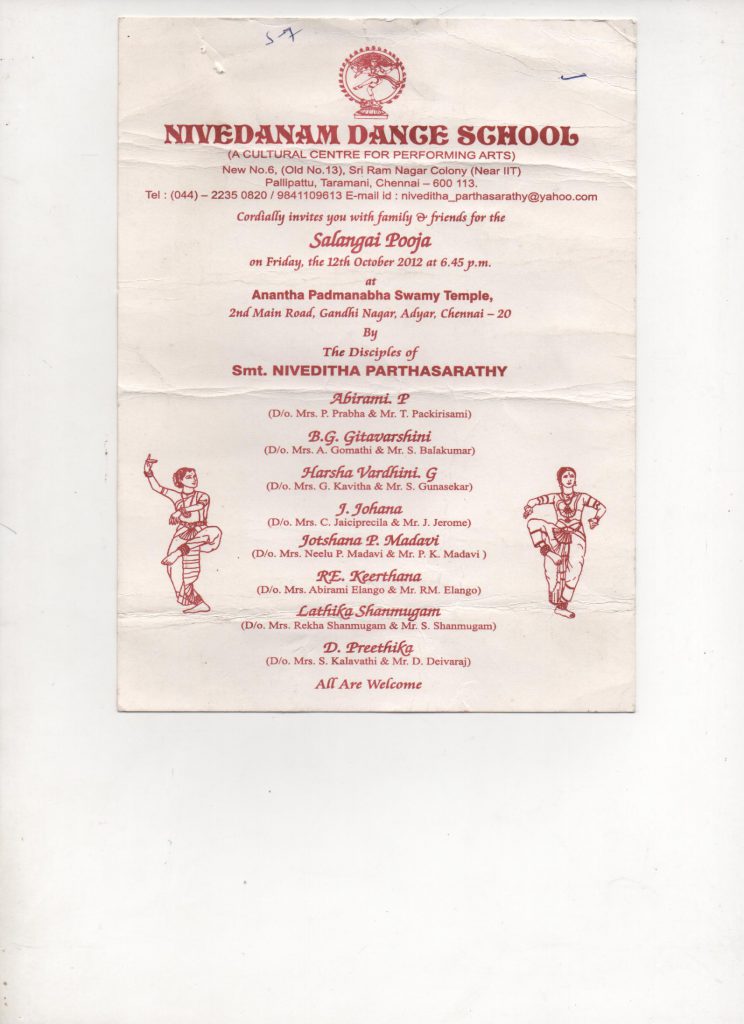 57
NIVEDANAM DANCE SCHOOL
(A CULTURAL CENTRE FOR PERFORMING ARTS)
New No.6, (Old No.13), Sri Ram Nagar Colony (Near IIT)
Pallipattu, Taramani, Chennai – 600 113.
Tel : (044) – 2235 0820 / 9841109613 E-mail id : niveditha_parthasarathy@yahoo.com
Cordially invites you with family & friends for the
Salangai Pooja
on Friday, the 12th October 2012 at 6.45 p.m.
at
Anantha Padmanabha Swamy Temple,
2nd Main Road, Gandhi Nagar, Adyar, Chennai – 20
By
The Disciples of
Smt. NIVEDITHA PARTHASARATHY
Abirami. P
(D/o. Mrs. P. Prabha & Mr. T. Packirisami)
B.G. Gitavarshini
(D/o. Mrs. A. Gomathi & Mr. S. Balakumar)
Harsha Vardhini. G
(D/o. Mrs. G. Kavitha & Mr. S. Gunasekar)
J. Johana
(D/o. Mrs. C. Jaiciprecila & Mr. J. Jerome)
Jotshana P. Madavi
(D/o. Mrs. Neelu P. Madavi & Mr. P. K. Madavi )
RE. Keerthana
(D/o. Mrs. Abirami Elango & Mr. RM. Elango)
Lathika Shanmugam
(D/o. Mrs. Rekha Shanmugam & Mr. S. Shanmugam)
D. Preethika
(D/o. Mrs. S. Kalavathi & Mr. D. Deivaraj)
All Are Welcome